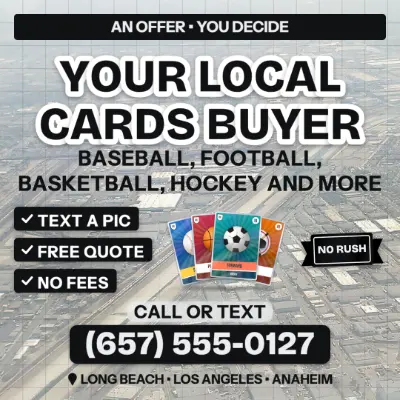 AN OFFER • YOU DECIDE
YOUR LOCAL
CARDS BUYER
BASEBALL, FOOTBALL,
BASKETBALL, HOCKEY AND MORE
✓ TEXT A PIC
✓ FREE QUOTE
✓ NO FEES
NO RUSH
CALL OR TEXT
(657) 555-0127
LONG BEACH • LOS ANGELES • ANAHEIM